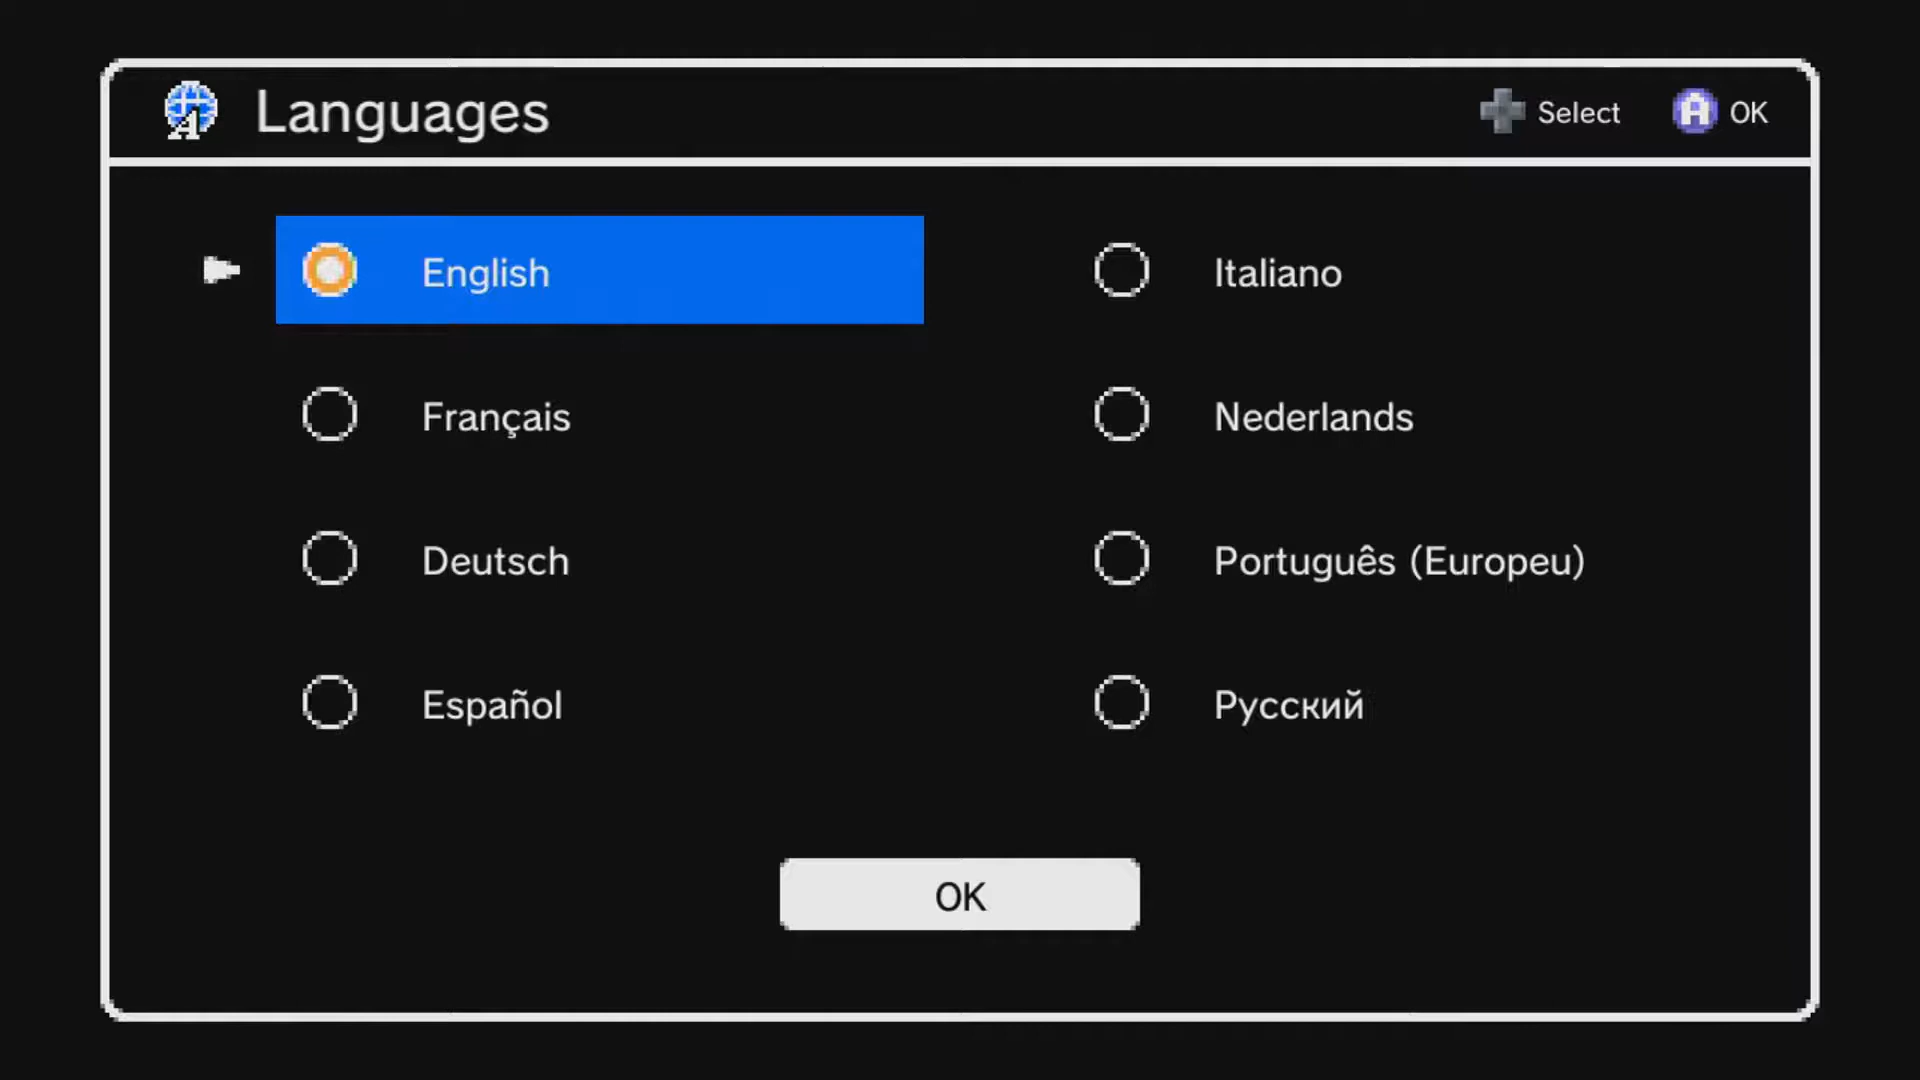 Languages
Select
A OK
English
Italiano
Français
Nederlands
Deutsch
Português (Europeu)
Español
Русский
OK